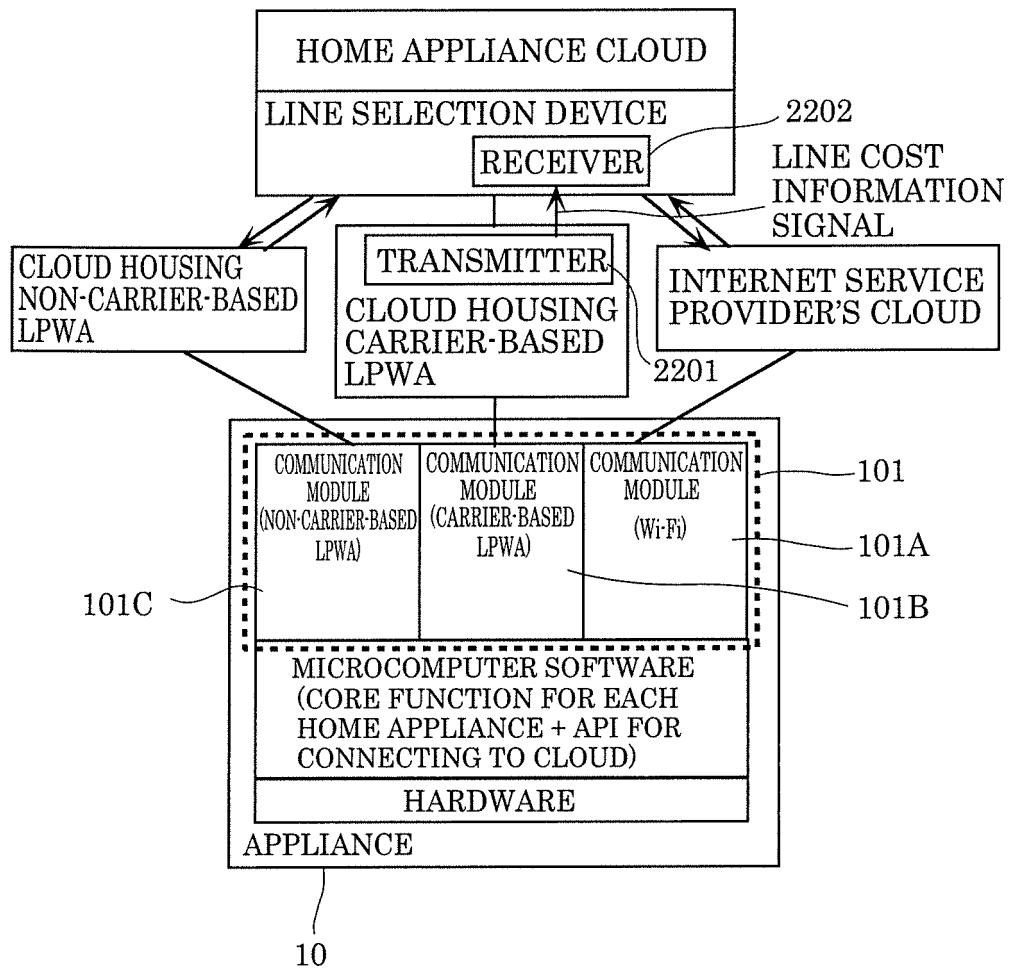 HOME APPLIANCE CLOUD
LINE SELECTION DEVICE
RECEIVER
2202
LINE COST
INFORMATION
SIGNAL
CLOUD HOUSING
NON-CARRIER-BASED
LPWA
TRANSMITTER
CLOUD HOUSING
CARRIER-BASED
LPWA
2201
INTERNET SERVICE
PROVIDER'S CLOUD
COMMUNICATION
MODULE
(NON-CARRIER-BASED
LPWA)
COMMUNICATION
MODULE
(CARRIER-BASED
LPWA)
COMMUNICATION
MODULE
(Wi-Fi)
101
101A
101B
101C
MICROCOMPUTER SOFTWARE
(CORE FUNCTION FOR EACH
HOME APPLIANCE + API FOR
CONNECTING TO CLOUD)
HARDWARE
APPLIANCE
10